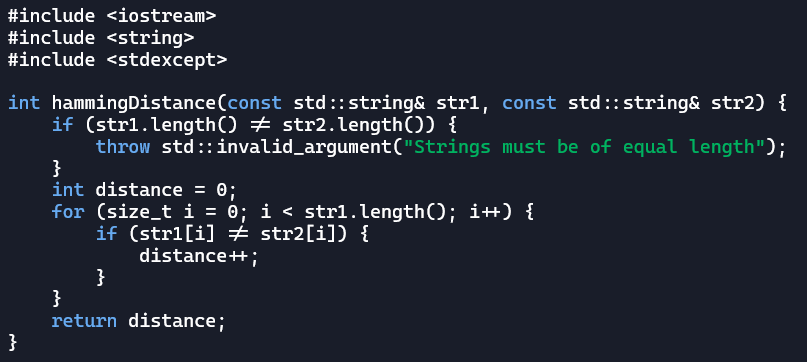 #include <iostream>
#include <string>
#include <stdexcept>

int hammingDistance(const std::string& str1, const std::string& str2) {
    if (str1.length() != str2.length()) {
        throw std::invalid_argument("Strings must be of equal length");
    }
    int distance = 0;
    for (size_t i = 0; i < str1.length(); i++) {
        if (str1[i] != str2[i]) {
            distance++;
        }
    }
    return distance;
}